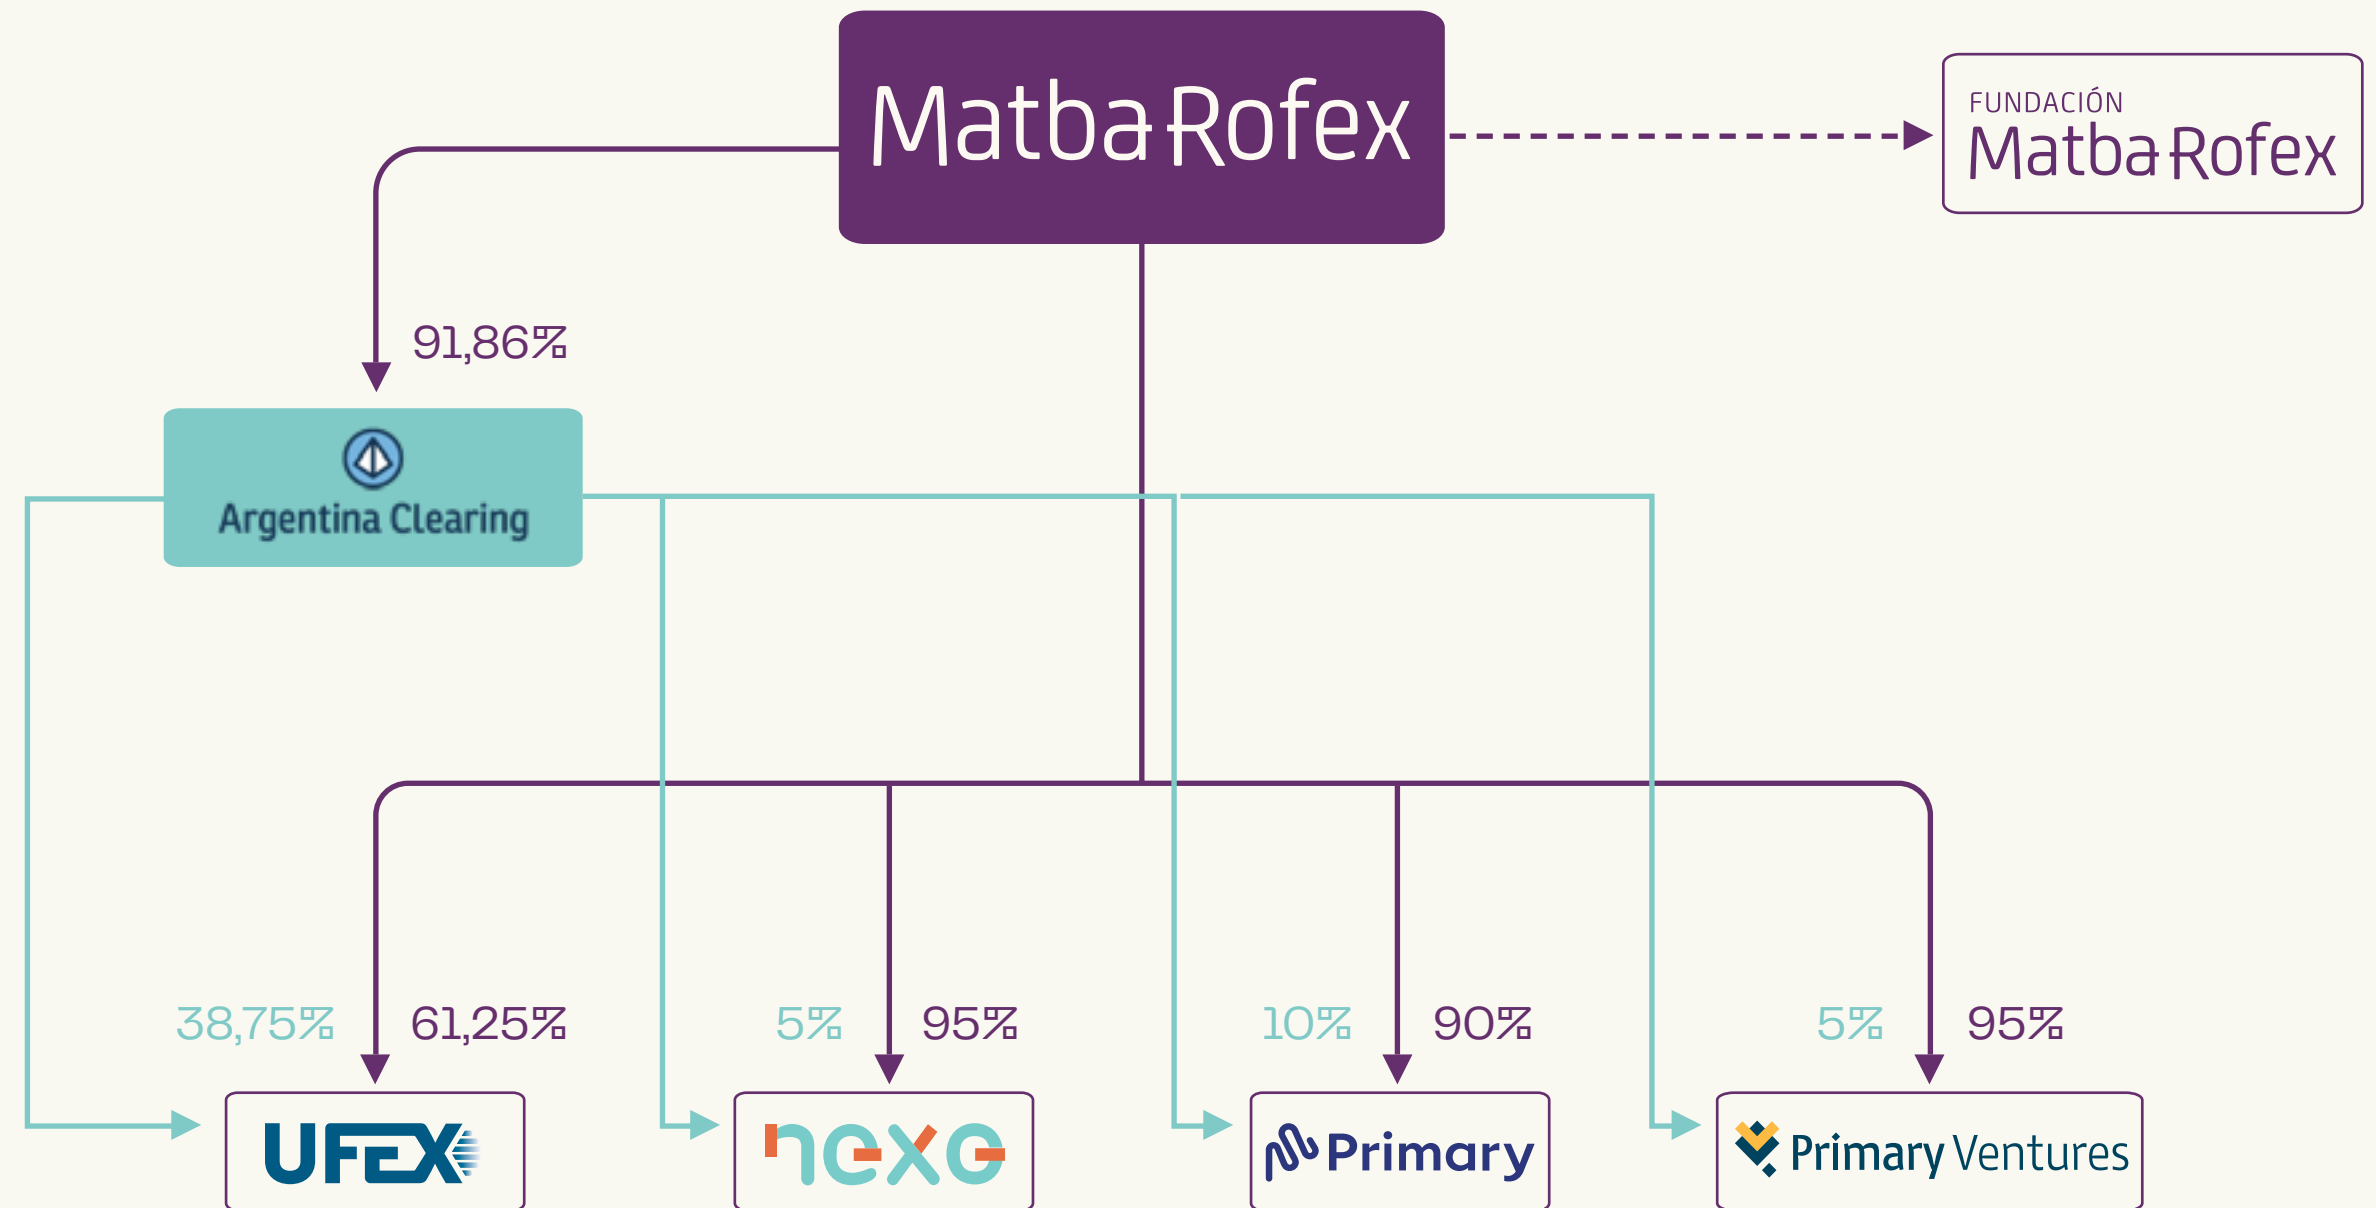 Matba Rofex
FUNDACIÓN
Matba Rofex
91,86%
Argentina Clearing
38,75%
61,25%
5%
95%
10%
90%
5%
95%
UFEX
nexo
Primary
Primary Ventures